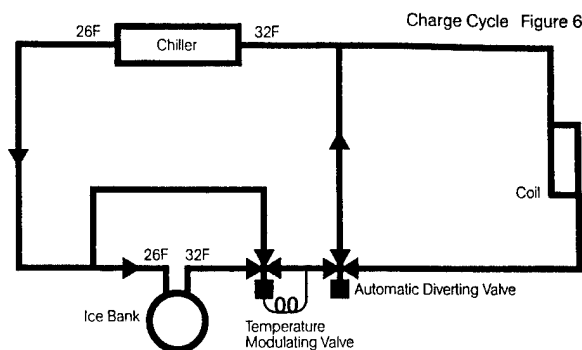 Charge Cycle Figure 6
26F
32F
Chiller
Coil
26F 32F
Automatic Diverting Valve
Ice Bank
Temperature
Modulating Valve